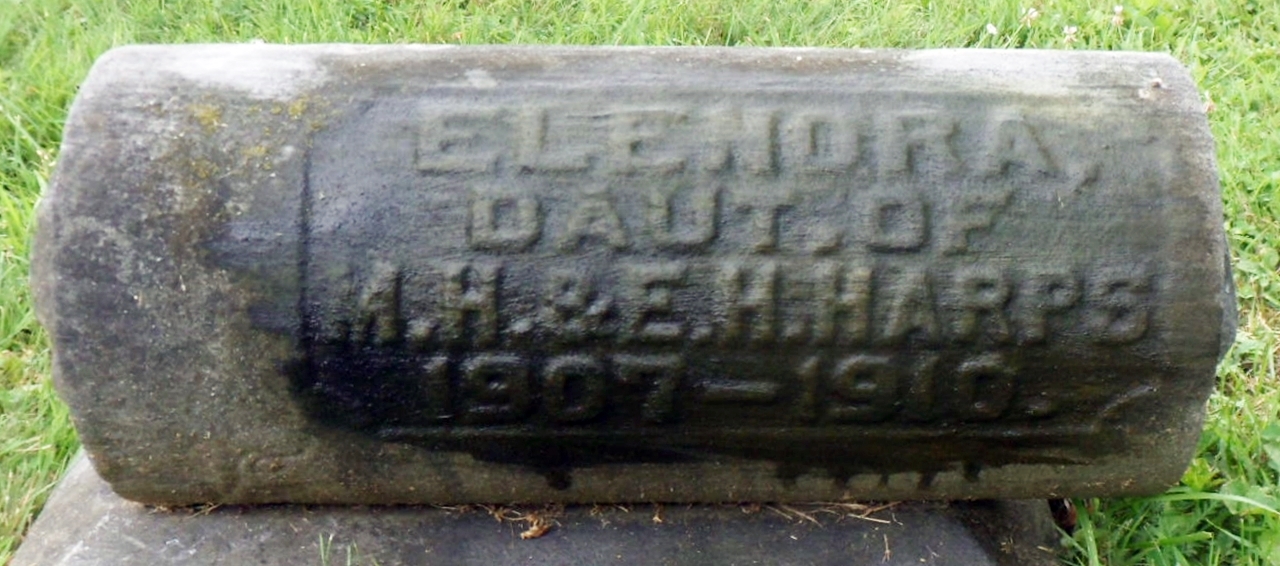 ELENORA,
DAUT. OF
M.H. & E.H. HARPS
1907 – 1910.